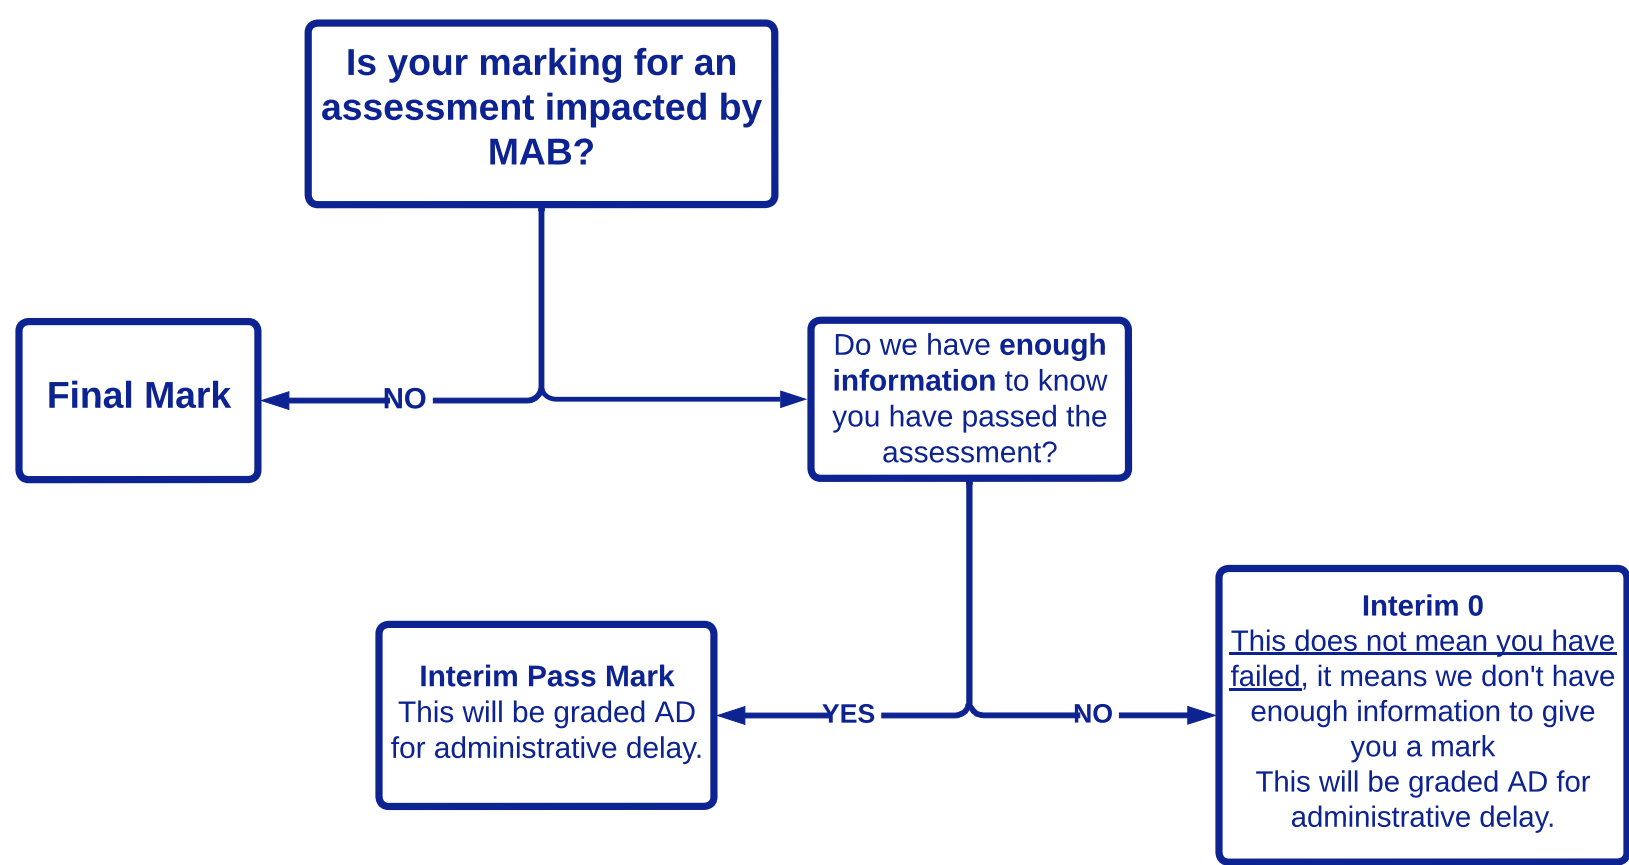 Is your marking for an
assessment impacted by
MAB?
Final Mark
NO
Do we have enough
information to know
you have passed the
assessment?
Interim Pass Mark
This will be graded AD
for administrative delay.
YES
NO
Interim 0
This does not mean you have
failed, it means we don't have
enough information to give
you a mark
This will be graded AD for
administrative delay.